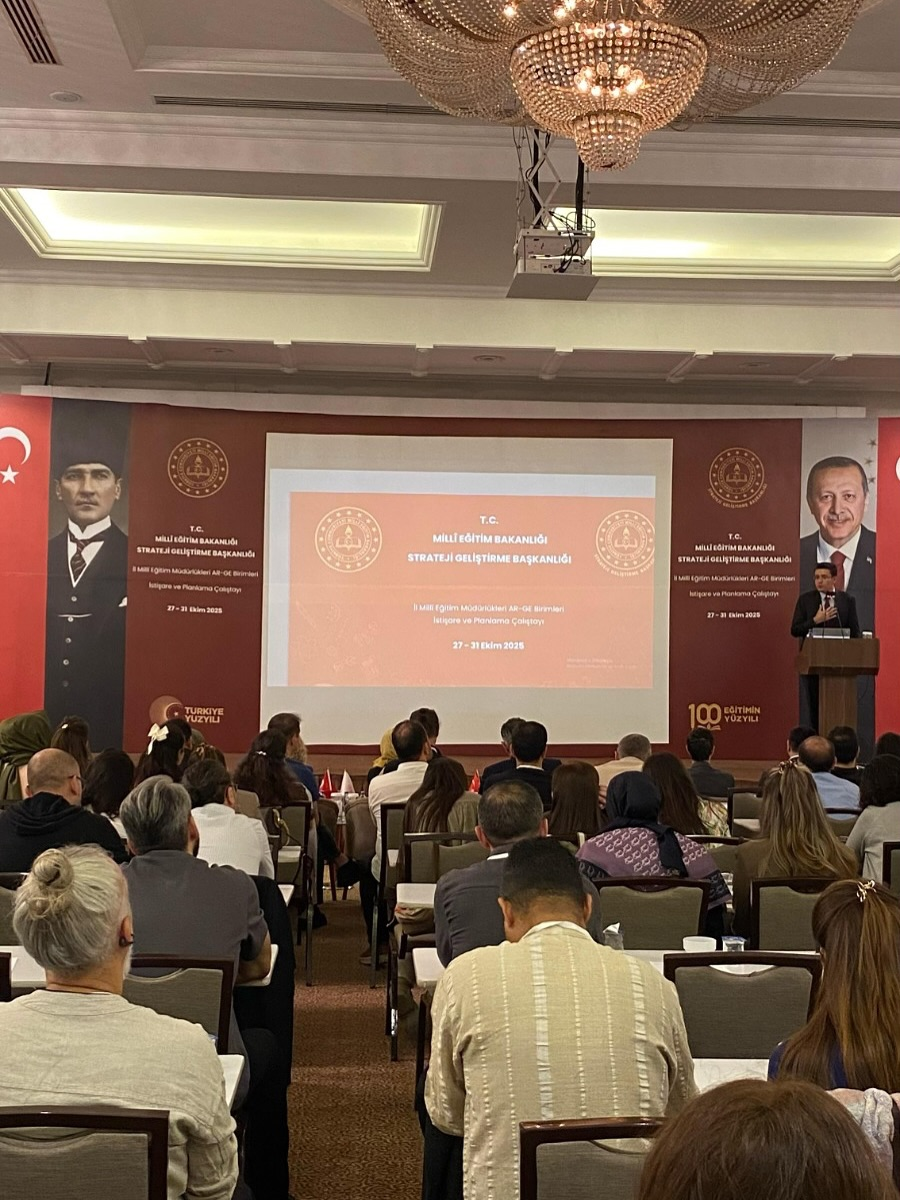 T.C.
MİLLÎ EĞİTİM BAKANLIĞI
STRATEJİ GELİŞTİRME BAŞKANLIĞI
İl Milli Eğitim Müdürlükleri AR-GE Birimleri
İstişare ve Planlama Çalıştayı
27 - 31 Ekim 2025
TÜRKİYE
YÜZYILI
T.C.
MİLLÎ EĞİTİM BAKANLIĞI
STRATEJİ GELİŞTİRME BAŞKANLIĞI
İl Milli Eğitim Müdürlükleri AR-GE Birimleri
İstişare ve Planlama Çalıştayı
27 - 31 Ekim 2025
T.C.
MİLLÎ EĞİTİM BAKANLIĞI
STRATEJİ GELİŞTİRME BAŞKANLIĞI
İl Milli Eğitim Müdürlükleri AR-GE Birimleri
İstişare ve Planlama Çalıştayı
27 - 31 Ekim 2025
100 EĞİTİMİN
YÜZYILI